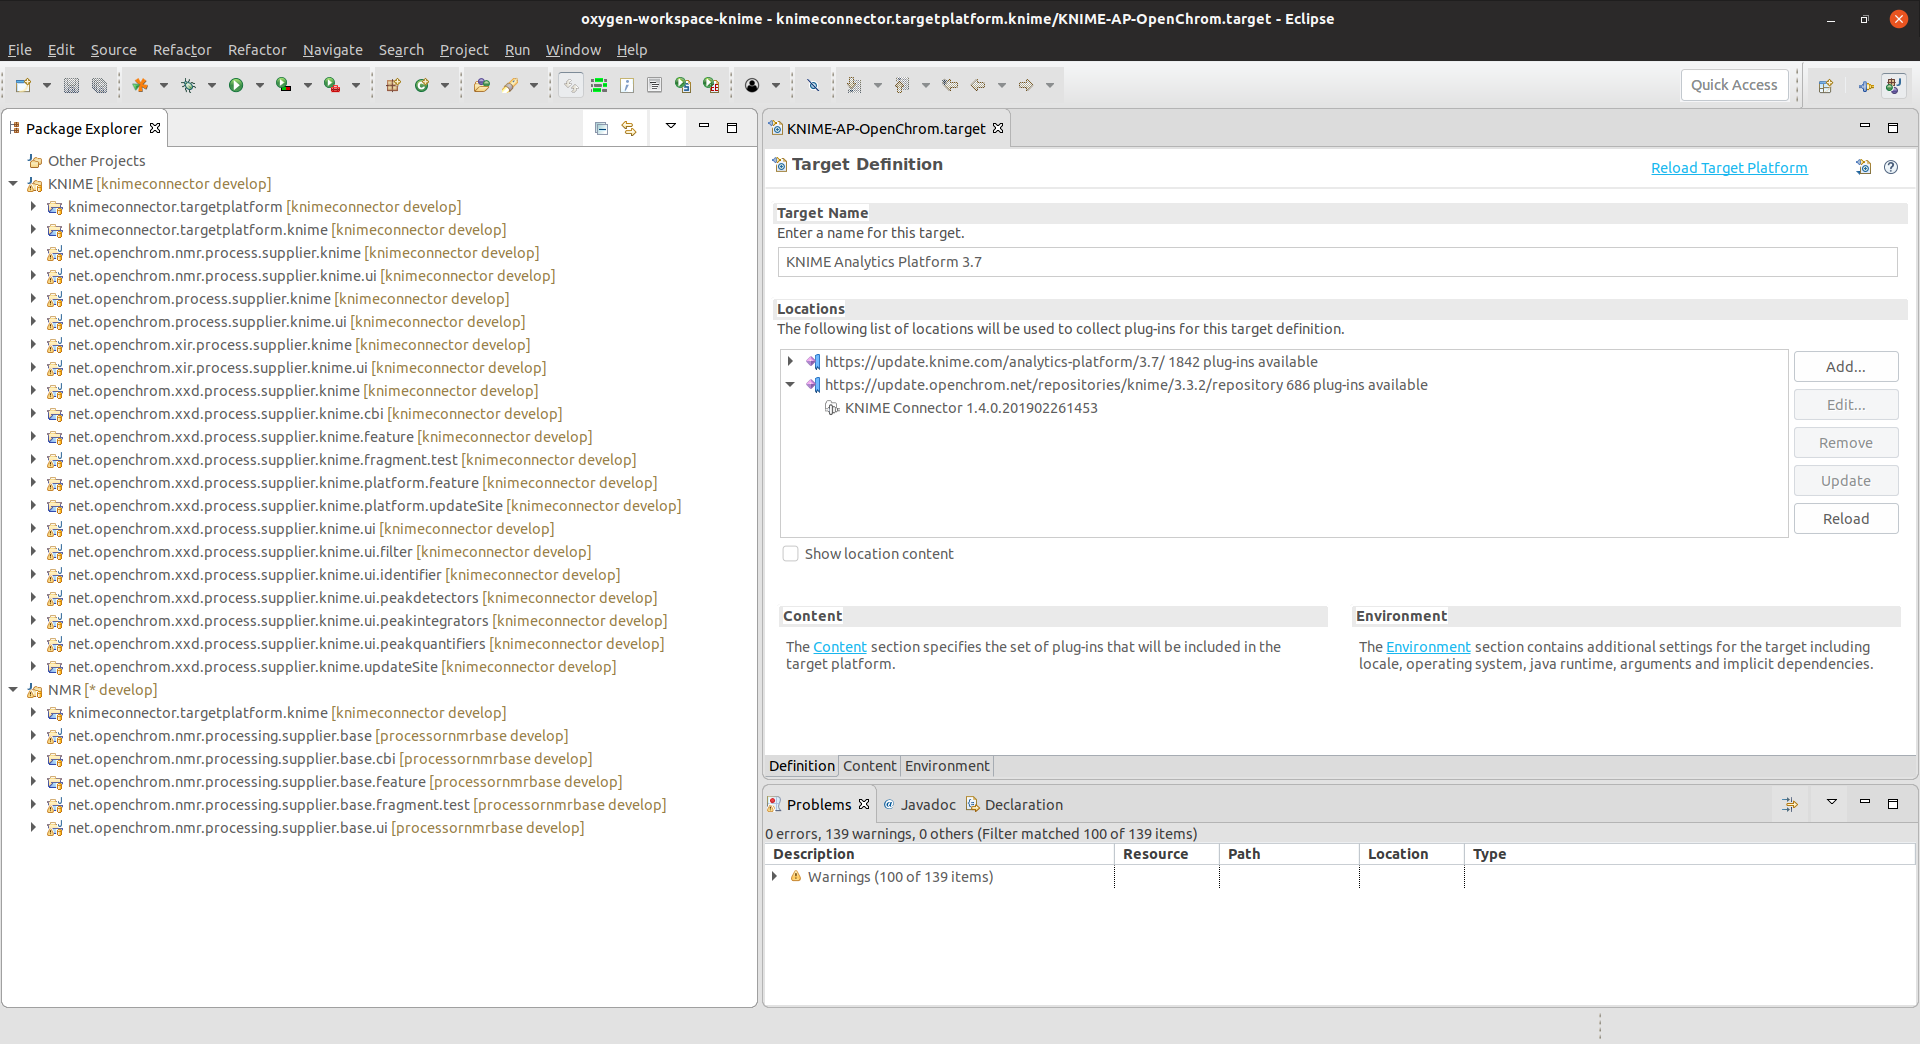 oxygen-workspace-knime - knimeconnector.targetplatform.knime/KNIME-AP-OpenChrom.target - Eclipse
File Edit Source Refactor Refactor Navigate Search Project Run Window Help
Quick Access
Package Explorer
Other Projects
KNIME [knimeconnector develop]
knimeconnector.targetplatform [knimeconnector develop]
knimeconnector.targetplatform.knime [knimeconnector develop]
net.openchrom.nmr.process.supplier.knime [knimeconnector develop]
net.openchrom.nmr.process.supplier.knime.ui [knimeconnector develop]
net.openchrom.process.supplier.knime [knimeconnector develop]
net.openchrom.process.supplier.knime.ui [knimeconnector develop]
net.openchrom.xir.process.supplier.knime [knimeconnector develop]
net.openchrom.xir.process.supplier.knime.ui [knimeconnector develop]
net.openchrom.xxd.process.supplier.knime [knimeconnector develop]
net.openchrom.xxd.process.supplier.knime.cbi [knimeconnector develop]
net.openchrom.xxd.process.supplier.knime.feature [knimeconnector develop]
net.openchrom.xxd.process.supplier.knime.fragment.test [knimeconnector develop]
net.openchrom.xxd.process.supplier.knime.platform.feature [knimeconnector develop]
net.openchrom.xxd.process.supplier.knime.platform.updateSite [knimeconnector develop]
net.openchrom.xxd.process.supplier.knime.ui [knimeconnector develop]
net.openchrom.xxd.process.supplier.knime.ui.filter [knimeconnector develop]
net.openchrom.xxd.process.supplier.knime.ui.identifier [knimeconnector develop]
net.openchrom.xxd.process.supplier.knime.ui.peakdetectors [knimeconnector develop]
net.openchrom.xxd.process.supplier.knime.ui.peakintegrators [knimeconnector develop]
net.openchrom.xxd.process.supplier.knime.ui.peakquantifiers [knimeconnector develop]
net.openchrom.xxd.process.supplier.knime.updateSite [knimeconnector develop]
NMR [* develop]
knimeconnector.targetplatform.knime [knimeconnector develop]
net.openchrom.nmr.processing.supplier.base [processornmrbase develop]
net.openchrom.nmr.processing.supplier.base.cbi [processornmrbase develop]
net.openchrom.nmr.processing.supplier.base.feature [processornmrbase develop]
net.openchrom.nmr.processing.supplier.base.fragment.test [processornmrbase develop]
net.openchrom.nmr.processing.supplier.base.ui [processornmrbase develop]
KNIME-AP-OpenChrom.target
Target Definition
Reload Target Platform
Target Name
Enter a name for this target.
KNIME Analytics Platform 3.7
Locations
The following list of locations will be used to collect plug-ins for this target definition.
https://update.knime.com/analytics-platform/3.7/ 1842 plug-ins available
https://update.openchrom.net/repositories/knime/3.3.2/repository 686 plug-ins available
KNIME Connector 1.4.0.201902261453
Add...
Edit...
Remove
Update
Reload
Show location content
Content
The Content section specifies the set of plug-ins that will be included in the
target platform.
Environment
The Environment section contains additional settings for the target including
locale, operating system, java runtime, arguments and implicit dependencies.
Definition Content Environment
Problems @ Javadoc Declaration
0 errors, 139 warnings, 0 others (Filter matched 100 of 139 items)
Description Resource Path Location Type
Warnings (100 of 139 items)